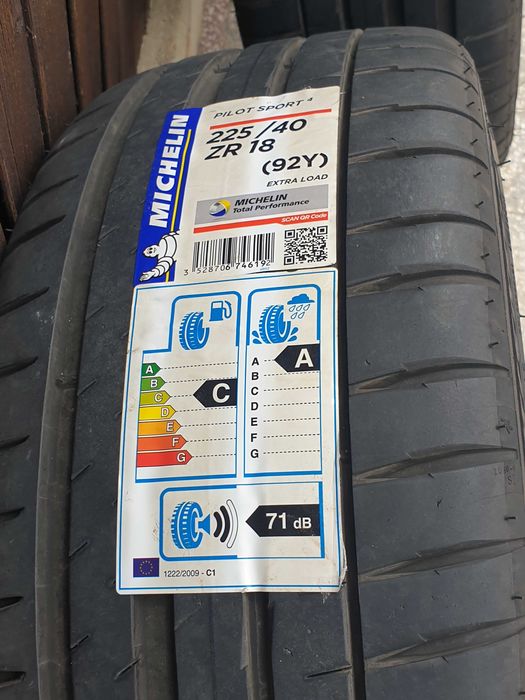 MICHELIN
PILOT SPORT 4
225/40
ZR 18
(92Y)
EXTRA LOAD
MICHELIN
Total Performance
SCAN QR Code
3 528706 746192
A
B
C
D
E
F
G
C
A
B
C
D
E
F
G
A
71 dB
1222/2009 - C1